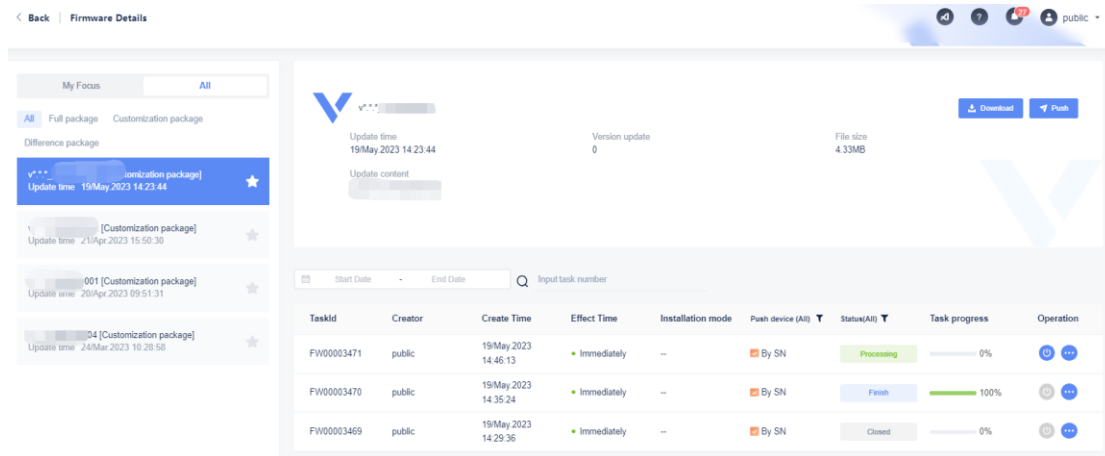 Back | Firmware Details
27
public
My Focus All
All Full package Customization package
Difference package
tomization package]
Update time 19/May.2023 14:23:44
[Customization package]
Update time 21/Apr.2023 15:50:30
001 [Customization package]
Update time 20/Apr.2023 09:51:31
04 [Customization package]
Update time 24/Mar.2023 10:28:58
Download Push
Update time Version update File size
19/May.2023 14:23:44 0 4.33MB
Update content
Start Date - End Date Input task number
TaskId Creator Create Time Effect Time Installation mode Push device (All) Status(All) Task progress Operation
FW00003471 public 19/May.2023 14:46:13 Immediately -- By SN Processing 0%
FW00003470 public 19/May.2023 14:35:24 Immediately -- By SN Finish 100%
FW00003469 public 19/May.2023 14:29:36 Immediately -- By SN Closed 0%